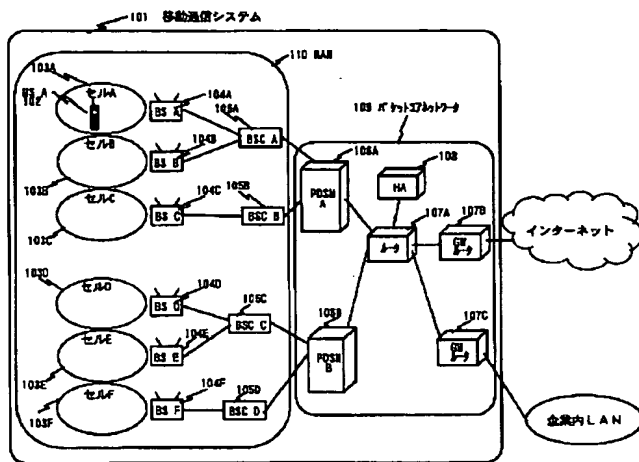 101 移動通信システム
110 RAN
103A
セルA
102
104A
BS A
105A
BSC A
109 パケットコアネットワーク
セルB
104B
BS B
103B
106A
PDSN
A
108
HA
セルC
104C
BS C
105B
BSC B
103C
107A
ルータ
107B
GW
ルータ
インターネット
103D
セルD
104D
BS D
105C
BSC C
106B
PDSN
B
107C
GW
ルータ
セルE
104E
BS E
103E
セルF
104F
BS F
105D
BSC D
103F
企業内LAN